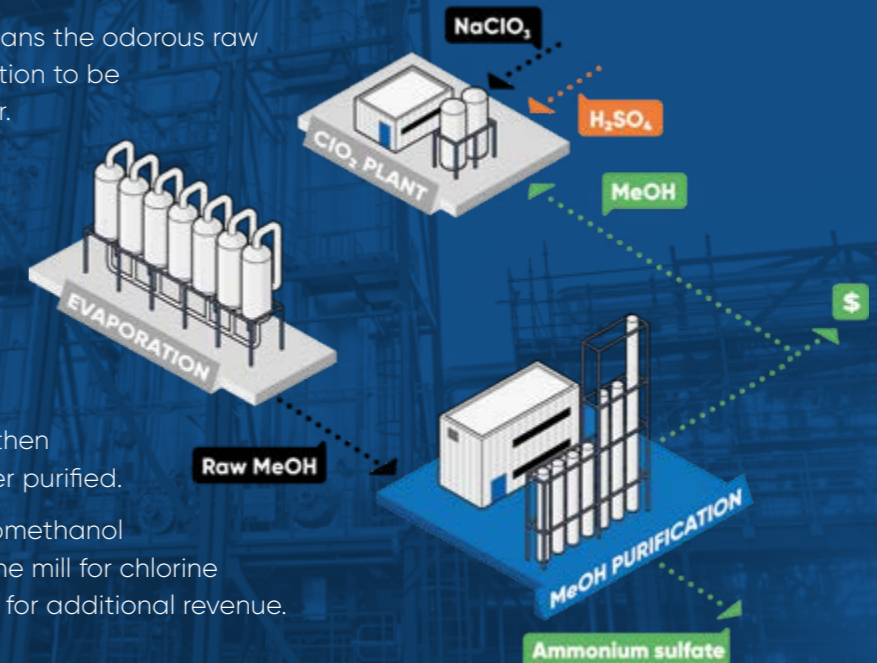 ans the odorous raw
tion to be
r.
then
er purified.
omethanol
he mill for chlorine
for additional revenue.
NaClO₃
H₂SO₄
ClO₂ PLANT
MeOH
$
EVAPORATION
Raw MeOH
MeOH PURIFICATION
Ammonium sulfate